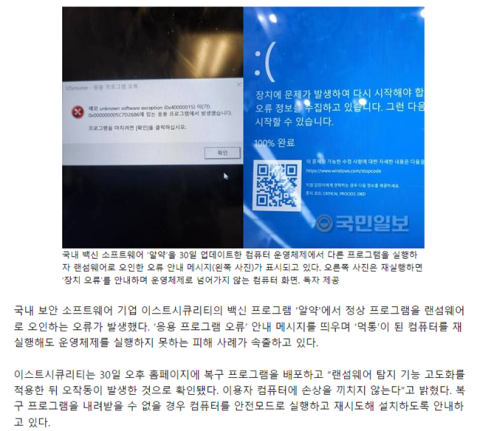 응용 프로그램 오류
예외 unknown software exception (0x40000015)이(가)
응용 프로그램에서 발생했습니다.
프로그램을 마치려면 [확인]을 클릭하십시오.
확인
:(
장치에 문제가 발생하여 다시 시작해야 합
오류 정보를 수집하고 있습니다. 그런 다음
시작할 수 있습니다.
100% 완료
https://www.windows.com/stopcode
국민일보
국내 백신 소프트웨어 '알약'을 30일 업데이트한 컴퓨터 운영체제에서 다른 프로그램을 실행하
자 랜섬웨어로 오인한 오류 안내 메시지(왼쪽 사진)가 표시되고 있다. 오른쪽 사진은 재실행하면
'장치 오류'를 안내하며 운영체제로 넘어가지 않는 컴퓨터 화면. 독자 제공
국내 보안 소프트웨어 기업 이스트시큐리티의 백신 프로그램 '알약'에서 정상 프로그램을 랜섬웨어
로 오인하는 오류가 발생했다. '응용 프로그램 오류' 안내 메시지를 띄우며 '먹통'이 된 컴퓨터를 재
실행해도 운영체제를 실행하지 못하는 피해 사례가 속출하고 있다.
이스트시큐리티는 30일 오후 홈페이지에 복구 프로그램을 배포하고 "랜섬웨어 탐지 기능 고도화를
적용한 뒤 오작동이 발생한 것으로 확인됐다. 이용자 컴퓨터에 손상을 끼치지 않는다"고 밝혔다. 복
구 프로그램을 내려받을 수 없을 경우 컴퓨터를 안전모드로 실행하고 재시도해 설치하도록 안내하
고 있다.